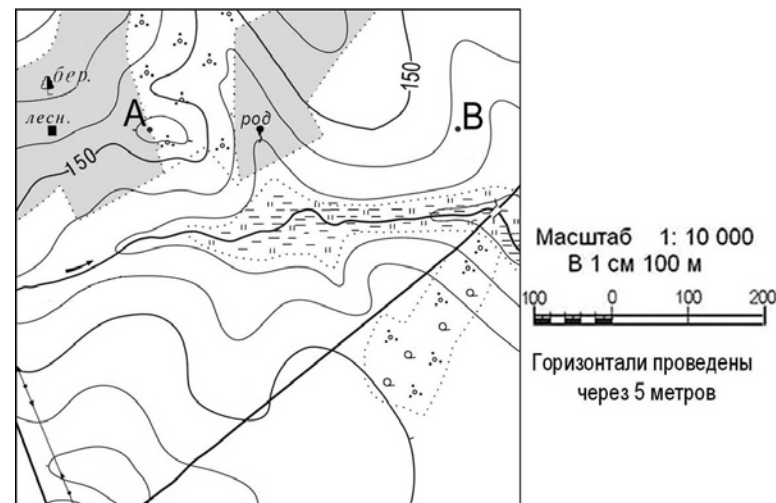 бер.
лесн.
А
род
150
150
150
В
Масштаб 1: 10 000
В 1 см 100 м
100 0 100 200
Горизонтали проведены
через 5 метров